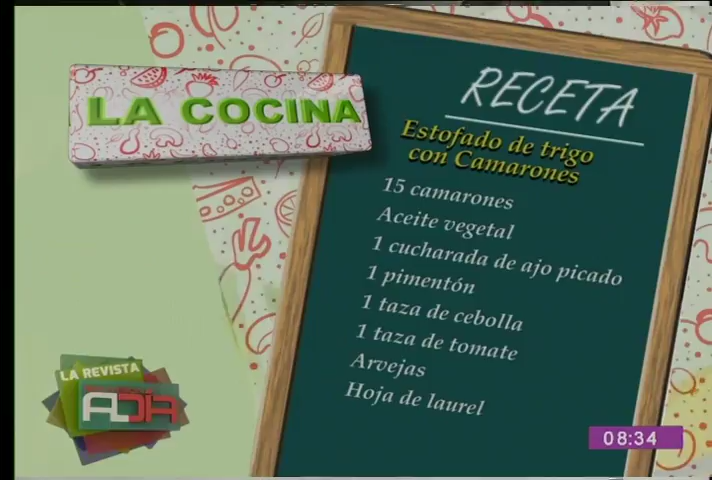 LA COCINA
RECETA
Estofado de trigo
con Camarones
15 camarones
Aceite vegetal
1 cucharada de ajo picado
1 pimentón
1 taza de cebolla
1 taza de tomate
Arvejas
Hoja de laurel
LA REVISTA
ALDÍA
08:34